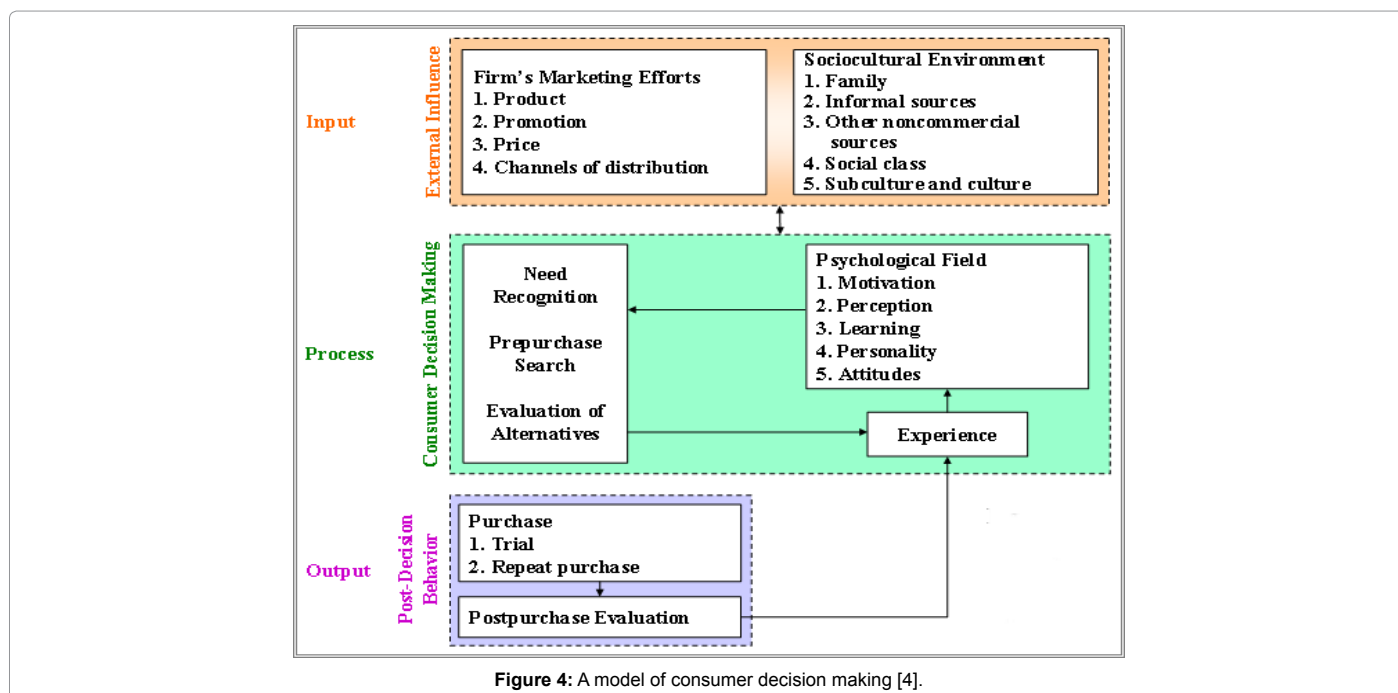 Input
External Influence
Firm's Marketing Efforts
1. Product
2. Promotion
3. Price
4. Channels of distribution
Sociocultural Environment
1. Family
2. Informal sources
3. Other noncommercial
sources
4. Social class
5. Subculture and culture
Process
Consumer Decision Making
Need
Recognition
Prepurchase
Search
Evaluation of
Alternatives
Psychological Field
1. Motivation
2. Perception
3. Learning
4. Personality
5. Attitudes
Experience
Output
Post-Decision
Behavior
Purchase
1. Trial
2. Repeat purchase
Postpurchase Evaluation
Figure 4: A model of consumer decision making [4].